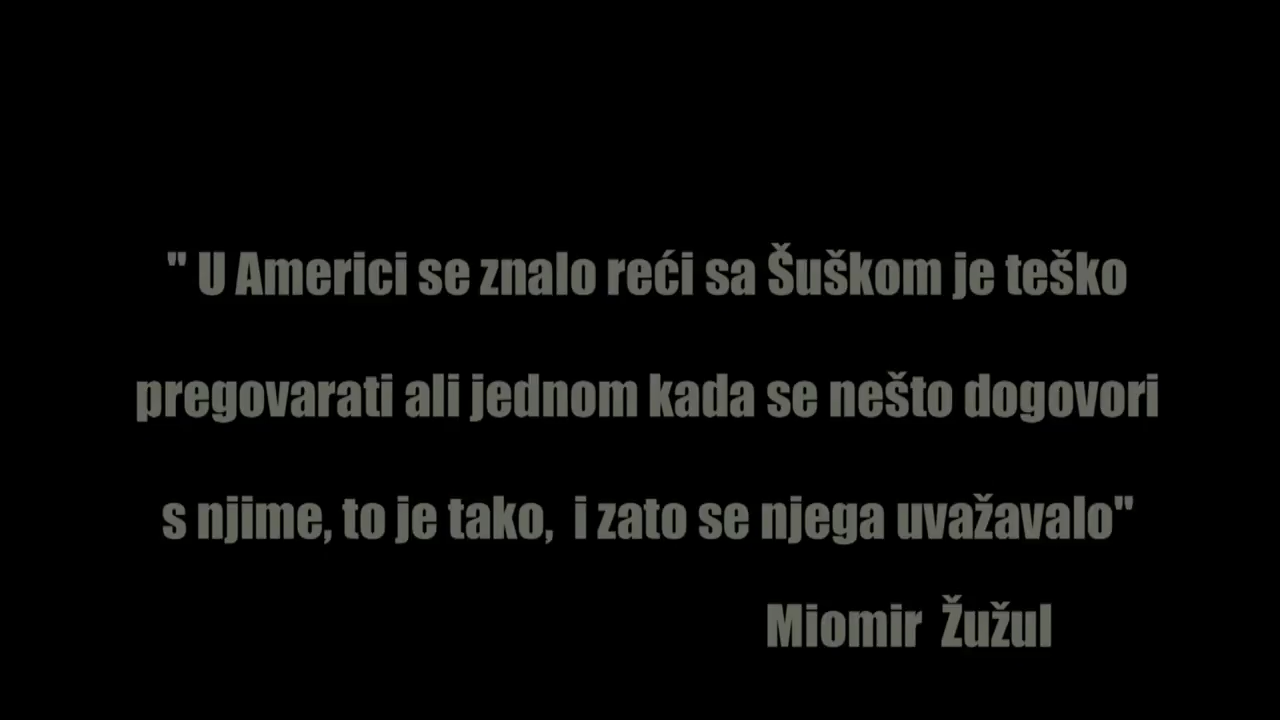 " U Americi se znalo reći sa Šuškom je teško
pregovarati ali jednom kada se nešto dogovori
s njime, to je tako,  i zato se njega uvažavalo"
Miomir  Žužul